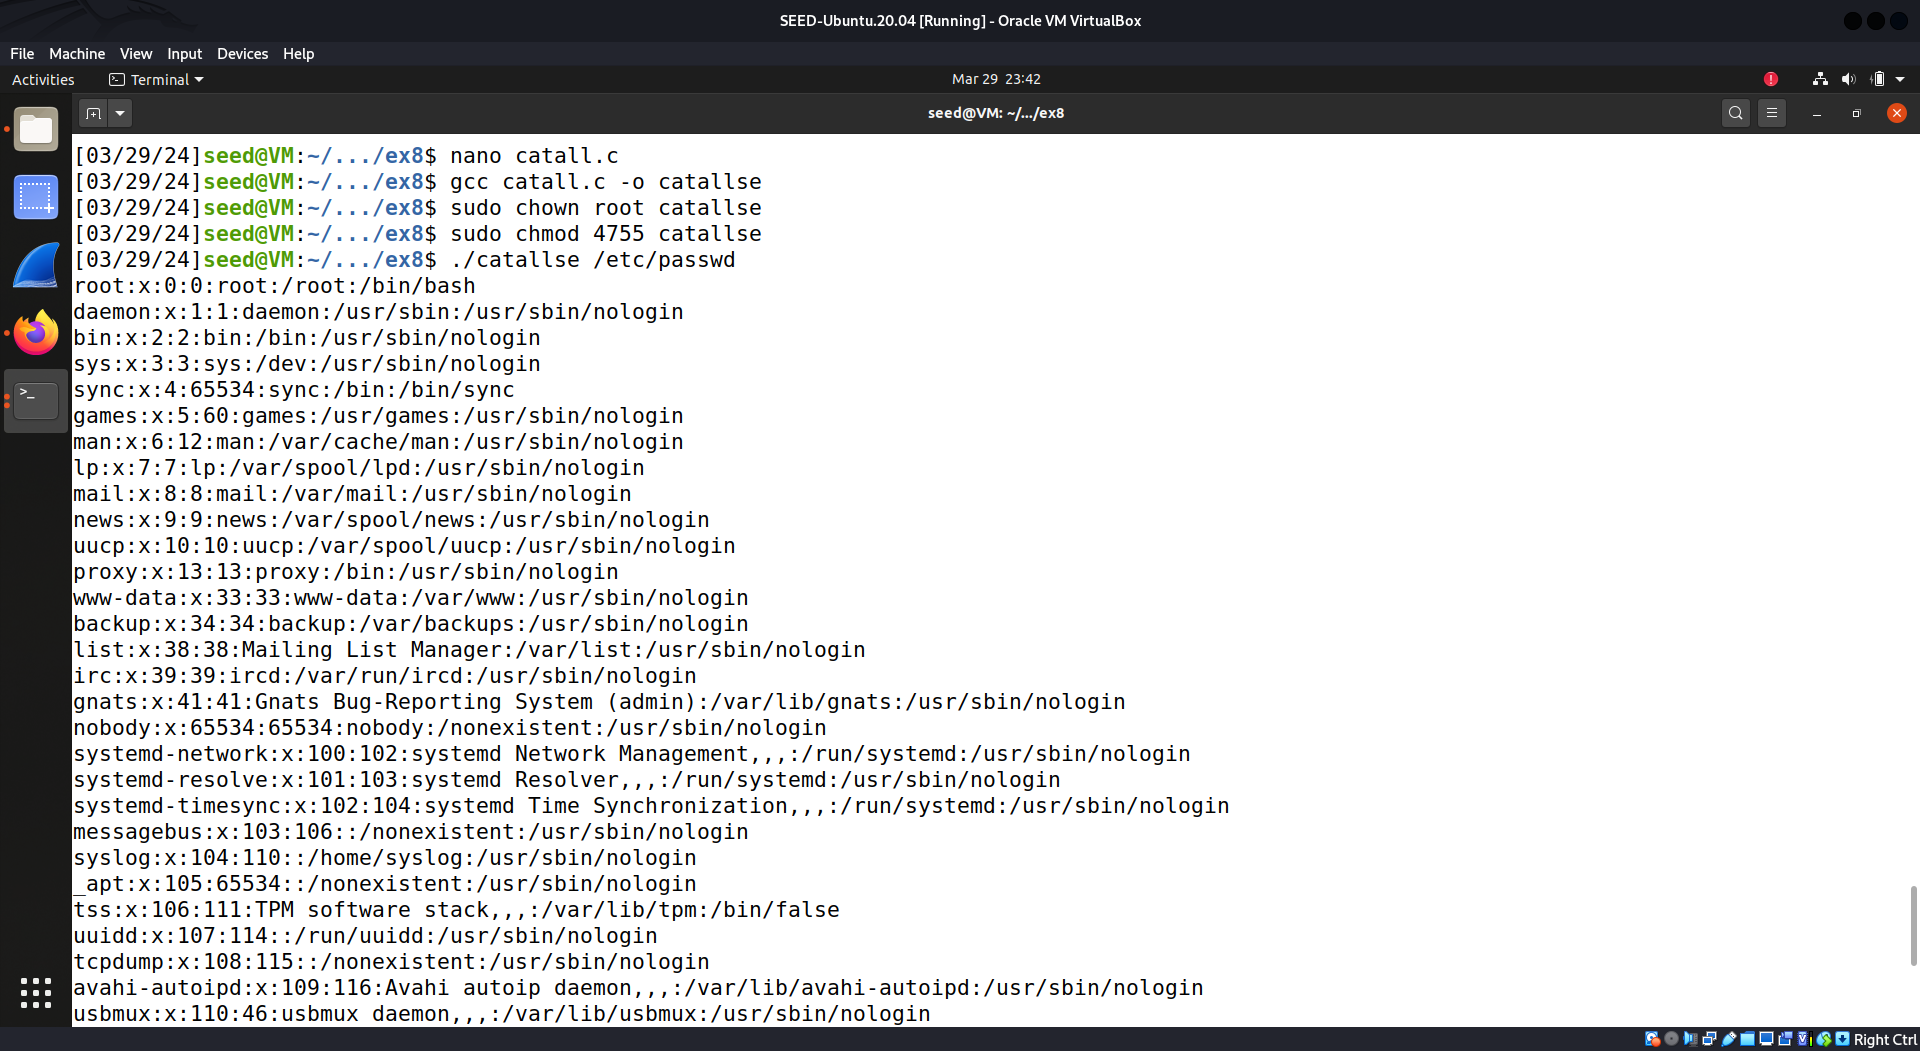 SEED-Ubuntu.20.04 [Running] - Oracle VM VirtualBox
File Machine View Input Devices Help
Activities Terminal Mar 29 23:42
seed@VM: ~/.../ex8
[03/29/24]seed@VM:~/.../ex8$ nano catall.c
[03/29/24]seed@VM:~/.../ex8$ gcc catall.c -o catallse
[03/29/24]seed@VM:~/.../ex8$ sudo chown root catallse
[03/29/24]seed@VM:~/.../ex8$ sudo chmod 4755 catallse
[03/29/24]seed@VM:~/.../ex8$ ./catallse /etc/passwd
root:x:0:0:root:/root:/bin/bash
daemon:x:1:1:daemon:/usr/sbin:/usr/sbin/nologin
bin:x:2:2:bin:/bin:/usr/sbin/nologin
sys:x:3:3:sys:/dev:/usr/sbin/nologin
sync:x:4:65534:sync:/bin:/bin/sync
games:x:5:60:games:/usr/games:/usr/sbin/nologin
man:x:6:12:man:/var/cache/man:/usr/sbin/nologin
lp:x:7:7:lp:/var/spool/lpd:/usr/sbin/nologin
mail:x:8:8:mail:/var/mail:/usr/sbin/nologin
news:x:9:9:news:/var/spool/news:/usr/sbin/nologin
uucp:x:10:10:uucp:/var/spool/uucp:/usr/sbin/nologin
proxy:x:13:13:proxy:/bin:/usr/sbin/nologin
www-data:x:33:33:www-data:/var/www:/usr/sbin/nologin
backup:x:34:34:backup:/var/backups:/usr/sbin/nologin
list:x:38:38:Mailing List Manager:/var/list:/usr/sbin/nologin
irc:x:39:39:ircd:/var/run/ircd:/usr/sbin/nologin
gnats:x:41:41:Gnats Bug-Reporting System (admin):/var/lib/gnats:/usr/sbin/nologin
nobody:x:65534:65534:nobody:/nonexistent:/usr/sbin/nologin
systemd-network:x:100:102:systemd Network Management,,,:/run/systemd:/usr/sbin/nologin
systemd-resolve:x:101:103:systemd Resolver,,,:/run/systemd:/usr/sbin/nologin
systemd-timesync:x:102:104:systemd Time Synchronization,,,:/run/systemd:/usr/sbin/nologin
messagebus:x:103:106::/nonexistent:/usr/sbin/nologin
syslog:x:104:110::/home/syslog:/usr/sbin/nologin
_apt:x:105:65534::/nonexistent:/usr/sbin/nologin
tss:x:106:111:TPM software stack,,,:/var/lib/tpm:/bin/false
uuidd:x:107:114::/run/uuidd:/usr/sbin/nologin
tcpdump:x:108:115::/nonexistent:/usr/sbin/nologin
avahi-autoipd:x:109:116:Avahi autoip daemon,,,:/var/lib/avahi-autoipd:/usr/sbin/nologin
usbmux:x:110:46:usbmux daemon,,,:/var/lib/usbmux:/usr/sbin/nologin
Right Ctrl